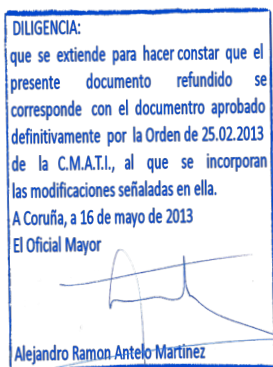 DILIGENCIA:
que se extiende para hacer constar que el
presente documento refundido se
corresponde con el documentro aprobado
definitivamente por la Orden de 25.02.2013
de la C.M.A.T.I., al que se incorporan
las modificaciones señaladas en ella.
A Coruña, a 16 de mayo de 2013
El Oficial Mayor
Alejandro Ramon Antelo Martinez